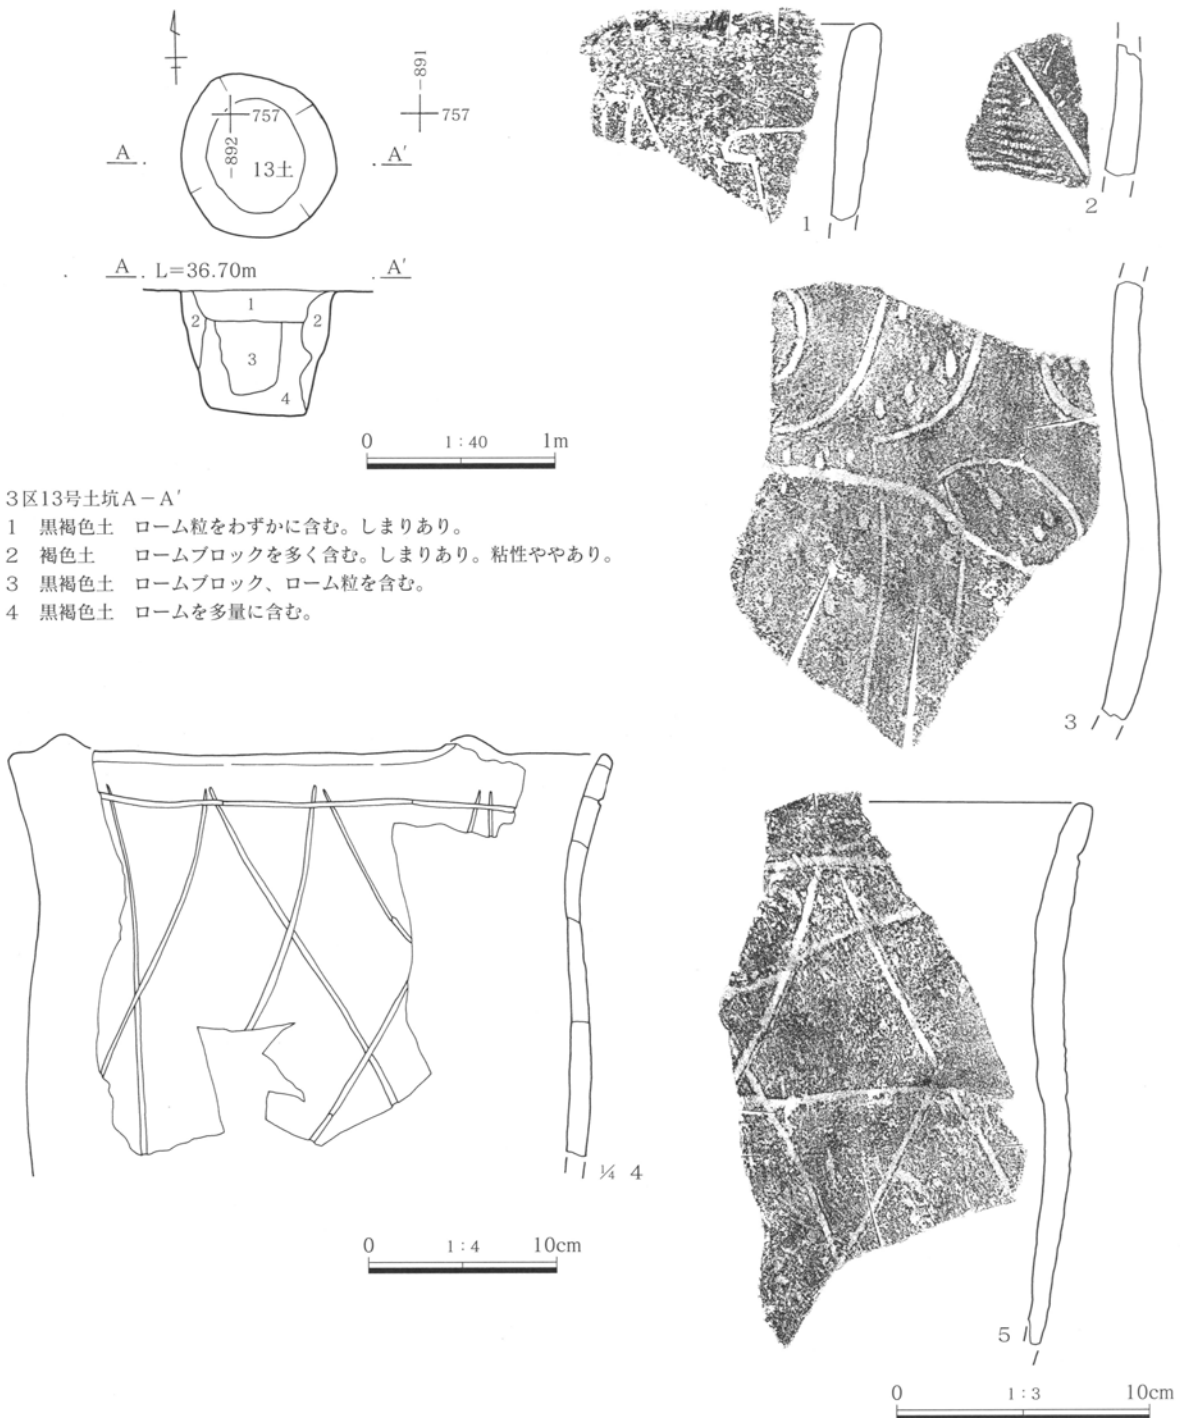 757
-892
13土
-891
757
A
A′
A
L=36.70m
A′
1
2
2
3
4
0
1:40
1m
3区13号土坑A-A′
1 黒褐色土 ローム粒をわずかに含む。しまりあり。
2 褐色土 ロームブロックを多く含む。しまりあり。粘性ややあり。
3 黒褐色土 ロームブロック、ローム粒を含む。
4 黒褐色土 ロームを多量に含む。
1
2
3
1/4 4
0
1:4
10cm
5
0
1:3
10cm